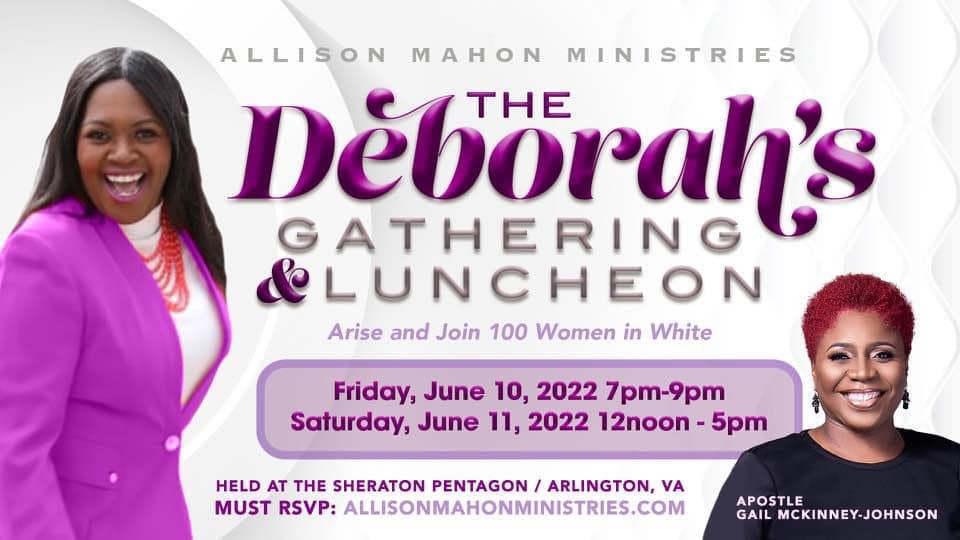 ALLISON MAHON MINISTRIES
THE
Deborah's
GATHERING
& LUNCHEON
Arise and Join 100 Women in White
Friday, June 10, 2022 7pm-9pm
Saturday, June 11, 2022 12noon - 5pm
HELD AT THE SHERATON PENTAGON / ARLINGTON, VA
MUST RSVP: ALLISONMAHONMINISTRIES.COM
APOSTLE
GAIL MCKINNEY-JOHNSON